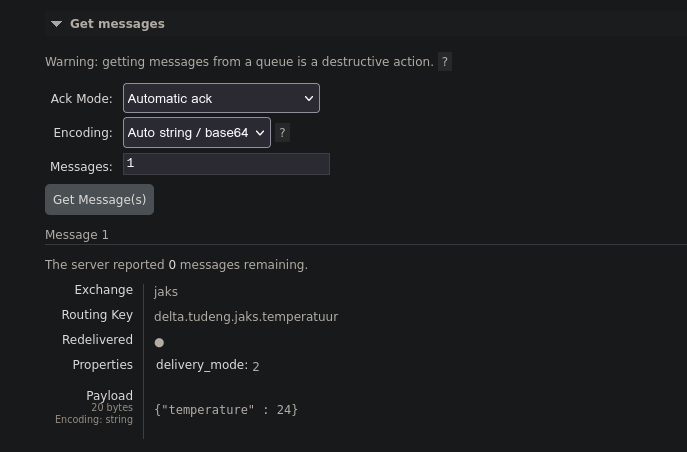 Get messages
Warning: getting messages from a queue is a destructive action. ?
Ack Mode: Automatic ack
Encoding: Auto string / base64 ?
Messages: 1
Get Message(s)
Message 1
The server reported 0 messages remaining.
Exchange jaks
Routing Key delta.tudeng.jaks.temperatuur
Redelivered ●
Properties delivery_mode: 2
Payload
20 bytes
Encoding: string
{"temperature" : 24}